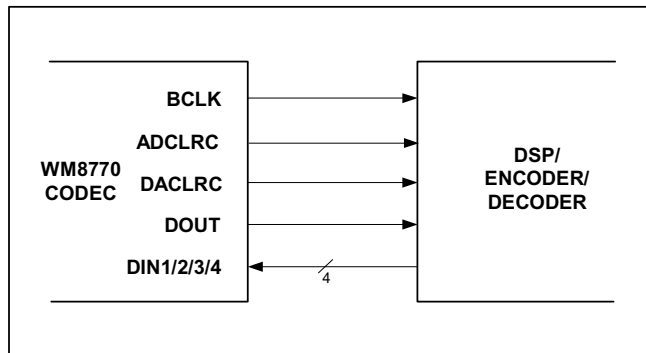 BCLK
ADCLRC
WM8770
CODEC
DACLRC
DOUT
DIN1/2/3/4
4
DSP/
ENCODER/
DECODER